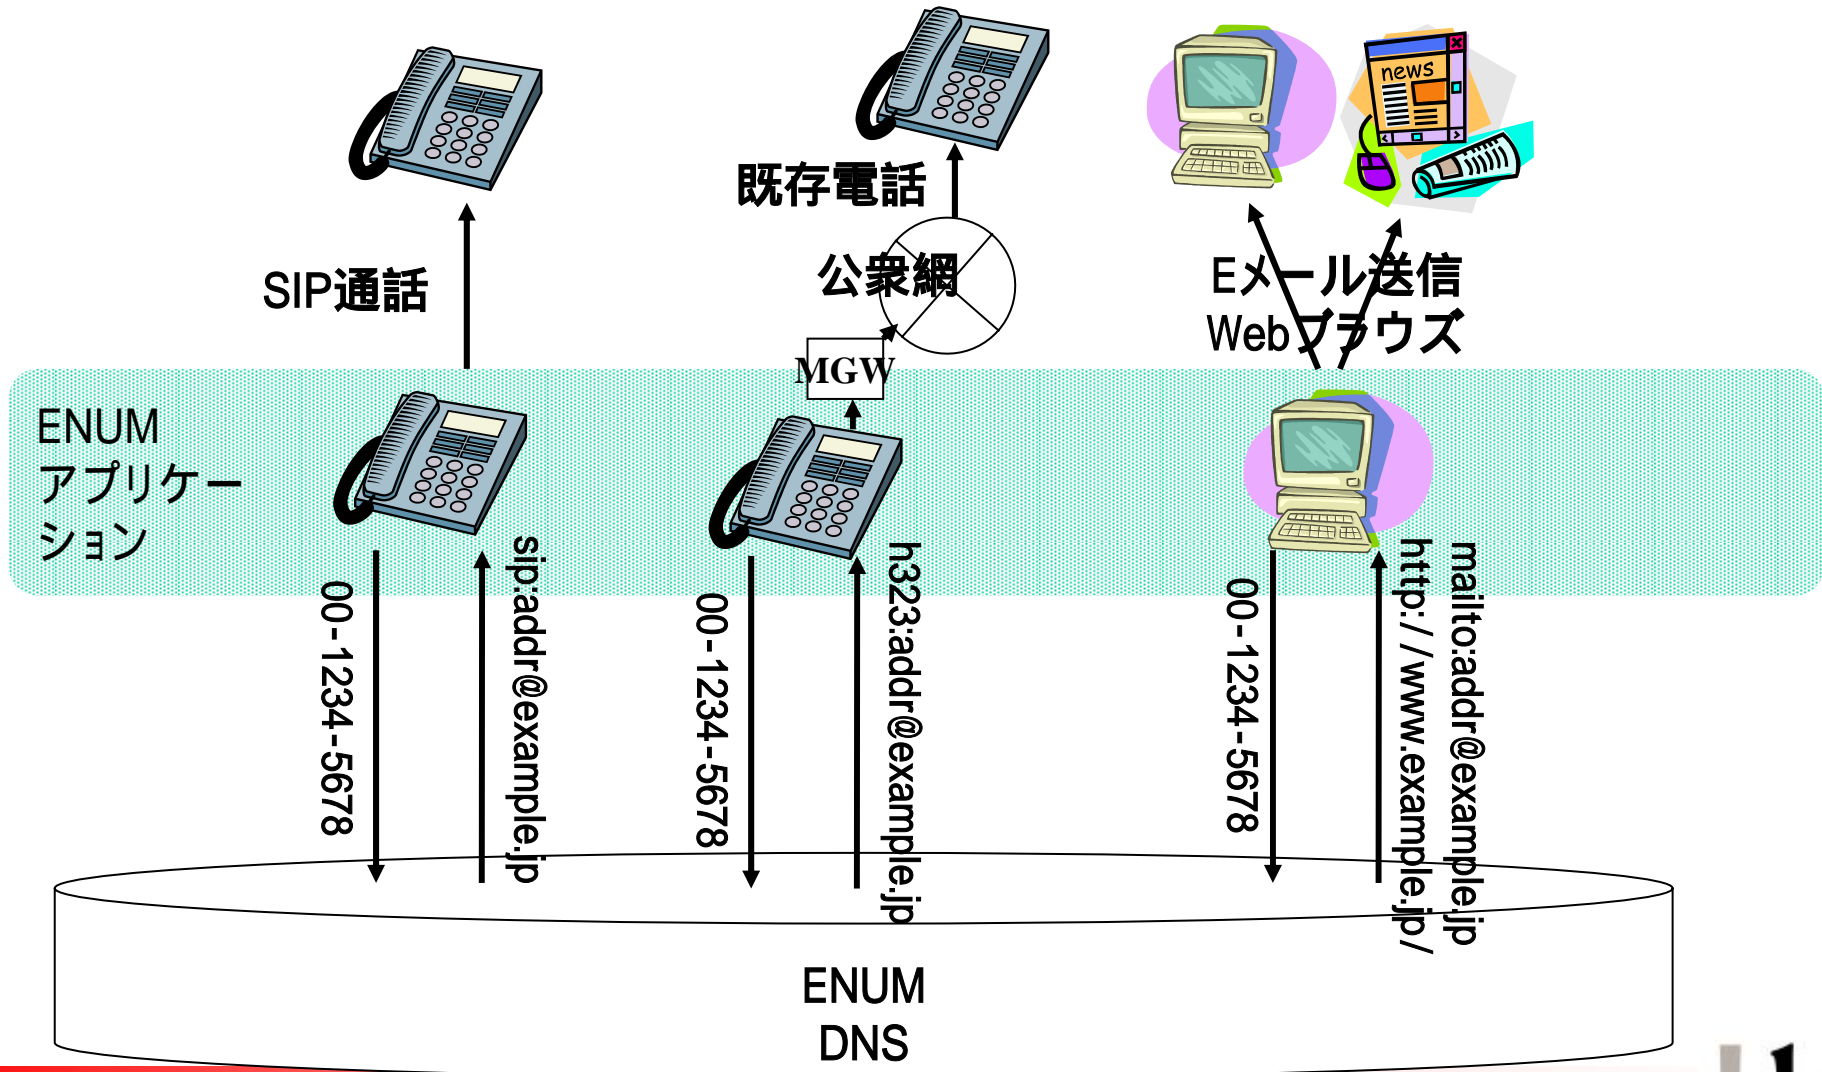 news
既存電話
SIP通話
公衆網
Eメール送信
Webブラウズ
MGW
ENUM
アプリケー
ション
00-1234-5678
sip:addr@example.jp
00-1234-5678
h323:addr@example.jp
00-1234-5678
http://www.example.jp/
mailto:addr@example.jp
ENUM
DNS